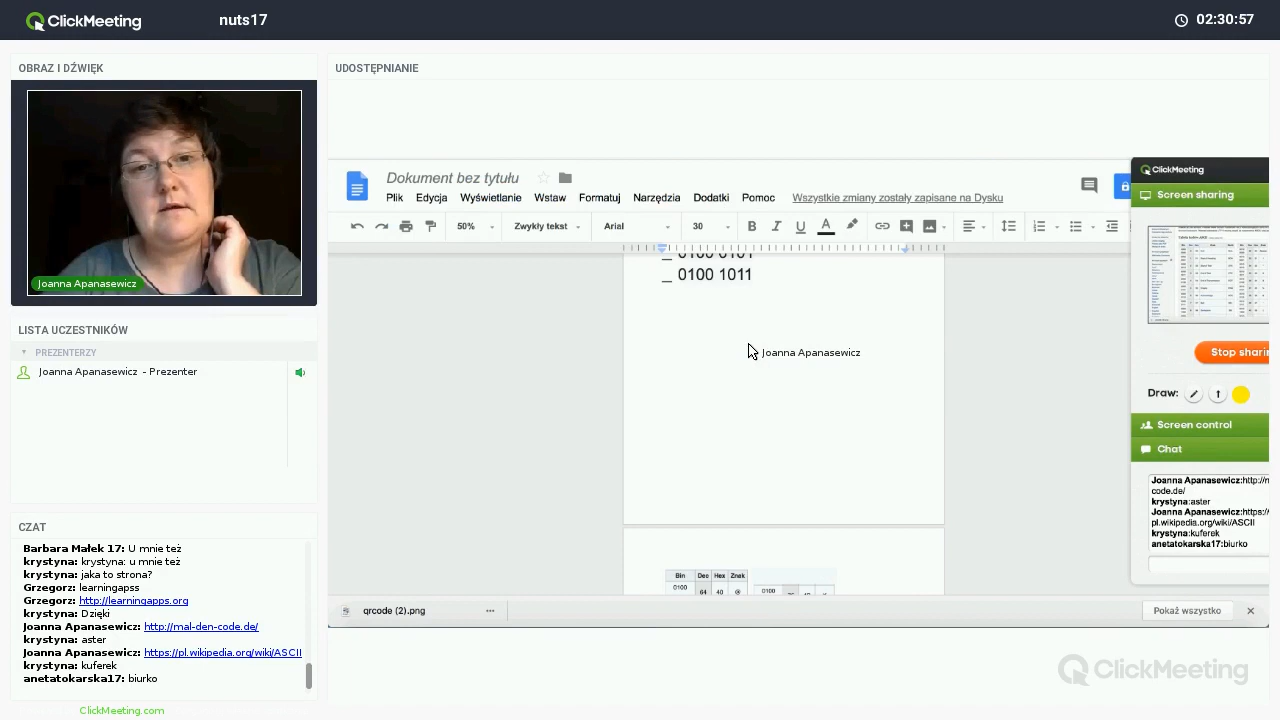 ClickMeeting
nuts17
02:30:57
OBRAZ I DŹWIĘK
Joanna Apanasewicz
LISTA UCZESTNIKÓW
PREZENTERZY
Joanna Apanasewicz - Prezenter
CZAT
Barbara Małek 17: U mnie też
krystyna: krystyna: u mnie też
krystyna: jaka to strona?
Grzegorz: learningapss
Grzegorz: http://learningapps.org
krystyna: Dzięki
Joanna Apanasewicz: http://mal-den-code.de/
krystyna: aster
Joanna Apanasewicz: https://pl.wikipedia.org/wiki/ASCII
krystyna: kuferek
anetatokarska17: biurko
ClickMeeting.com
UDOSTĘPNIANIE
Dokument bez tytułu
Plik Edycja Wyświetlanie Wstaw Formatuj Narzędzia Dodatki Pomoc Wszystkie zmiany zostały zapisane na Dysku
50% Zwykły tekst Arial 30 B I U A
_ 0100 0101
_ 0100 1011
Joanna Apanasewicz
Bin Dec Hex Znak
0100 64 40 @
0100
qrcode (2).png
Pokaż wszystko
ClickMeeting
Screen sharing
Stop sharin
Draw:
Screen control
Chat
Joanna Apanasewicz:http://m
code.de/
krystyna:aster
Joanna Apanasewicz:https:/
pl.wikipedia.org/wiki/ASCII
krystyna:kuferek
anetatokarska17:biurko
ClickMeeting